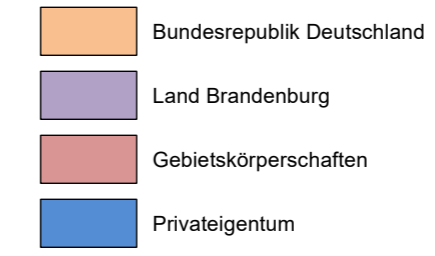 Bundesrepublik Deutschland
Land Brandenburg
Gebietskörperschaften
Privateigentum